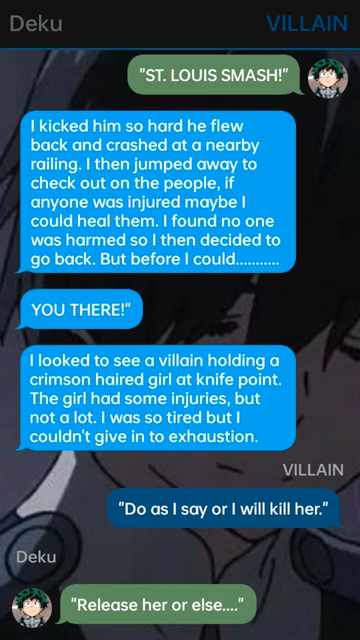 Deku VILLAIN
"ST. LOUIS SMASH!"
I kicked him so hard he flew
back and crashed at a nearby
railing. I then jumped away to
check out on the people, if
anyone was injured maybe I
could heal them. I found no one
was harmed so I then decided to
go back. But before I could...........
YOU THERE!"
I looked to see a villain holding a
crimson haired girl at knife point.
The girl had some injuries, but
not a lot. I was so tired but I
couldn't give in to exhaustion.
VILLAIN
"Do as I say or I will kill her."
Deku
"Release her or else...."